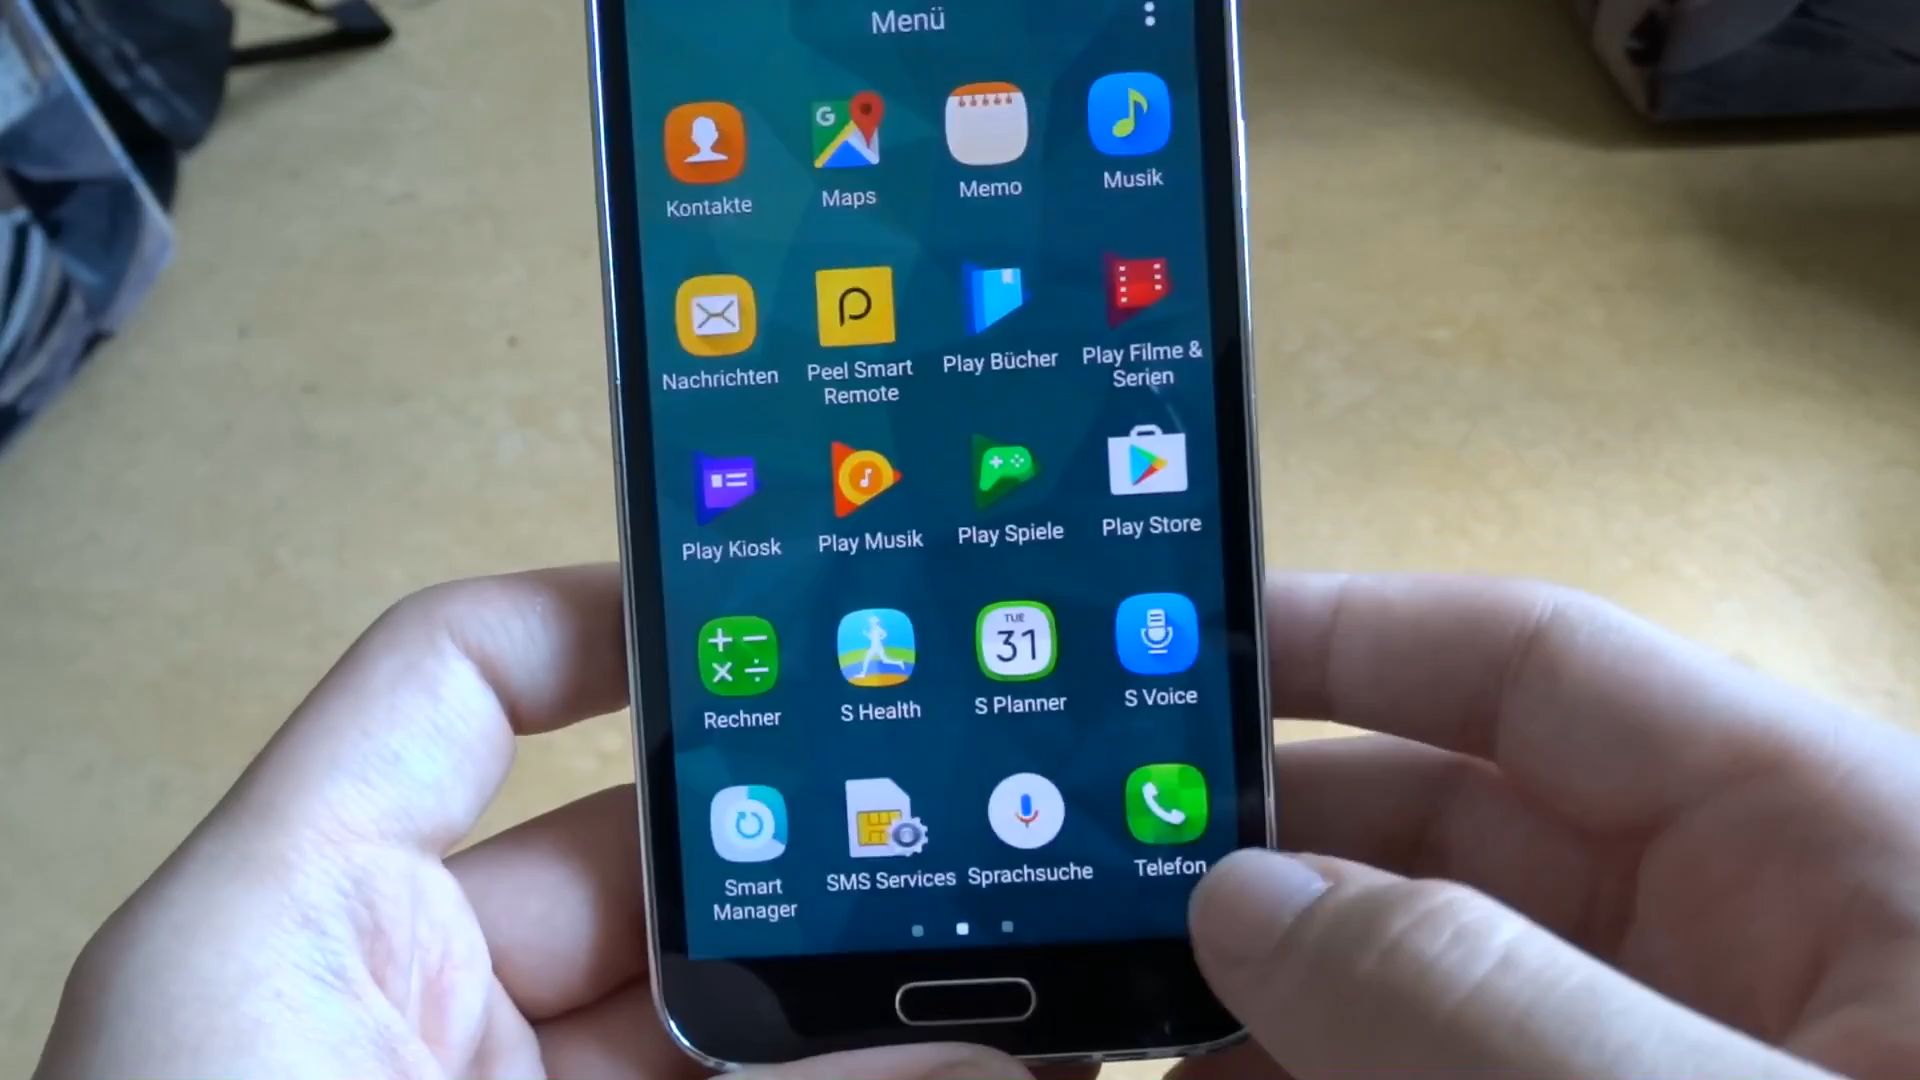 Menü
G
Kontakte
Maps
Memo
Musik
Nachrichten
Peel Smart
Remote
Play Bücher
Play Filme &
Serien
Play Kiosk
Play Musik
Play Spiele
Play Store
TUE
31
Rechner
S Health
S Planner
S Voice
Smart
Manager
SMS Services
Sprachsuche
Telefon